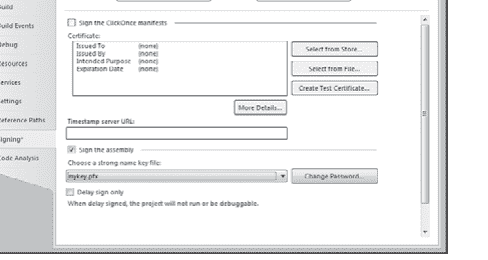 Build
Build Events
Debug
Resources
Services
Settings
Reference Paths
Signing*
Code Analysis
Sign the ClickOnce manifests
Certificate:
Issued To (none)
Issued By (none)
Intended Purpose (none)
Expiration Date (none)
Select from Store...
Select from File...
Create Test Certificate...
More Details...
Timestamp server URL:
Sign the assembly
Choose a strong name key file:
mykey.pfx
Change Password...
Delay sign only
When delay signed, the project will not run or be debuggable.